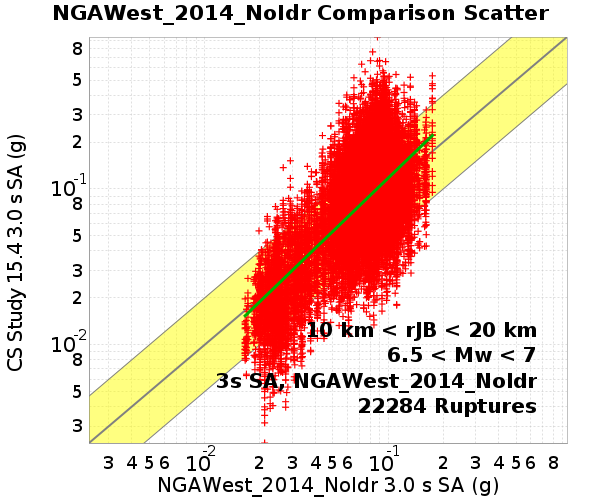 NGAWest_2014_NoIdr Comparison Scatter
CS Study 15.4 3.0 s SA (g)
8
5
3
2
10-1
8
5
3
2
10-2
8
5
3
10 km < rJB < 20 km
6.5 < Mw < 7
3s SA, NGAWest_2014_NoIdr
22284 Ruptures
3 4 5 6 10-2 2 3 4 5 6 10-1 2 3 4 5 6 8
NGAWest_2014_NoIdr 3.0 s SA (g)